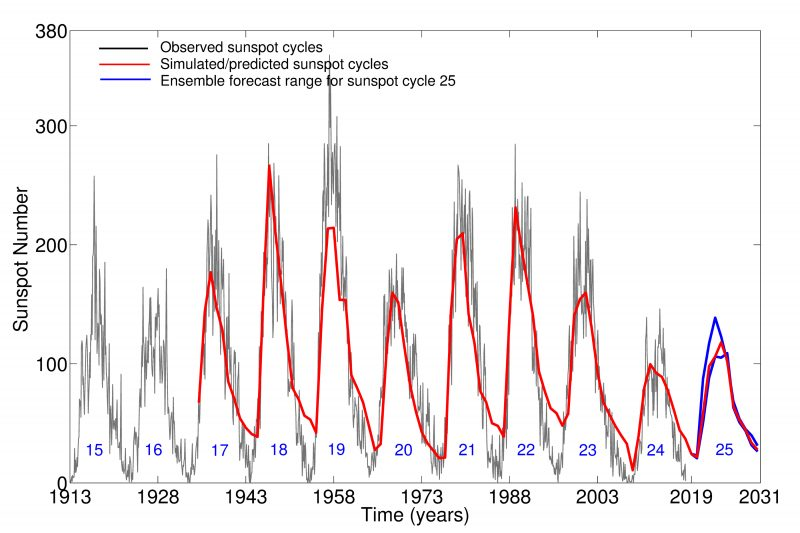 380
Observed sunspot cycles
Simulated/predicted sunspot cycles
Ensemble forecast range for sunspot cycle 25
300
200
100
0
Sunspot Number
15 16 17 18 19 20 21 22 23 24 25
1913 1928 1943 1958 1973 1988 2003 2019 2031
Time (years)